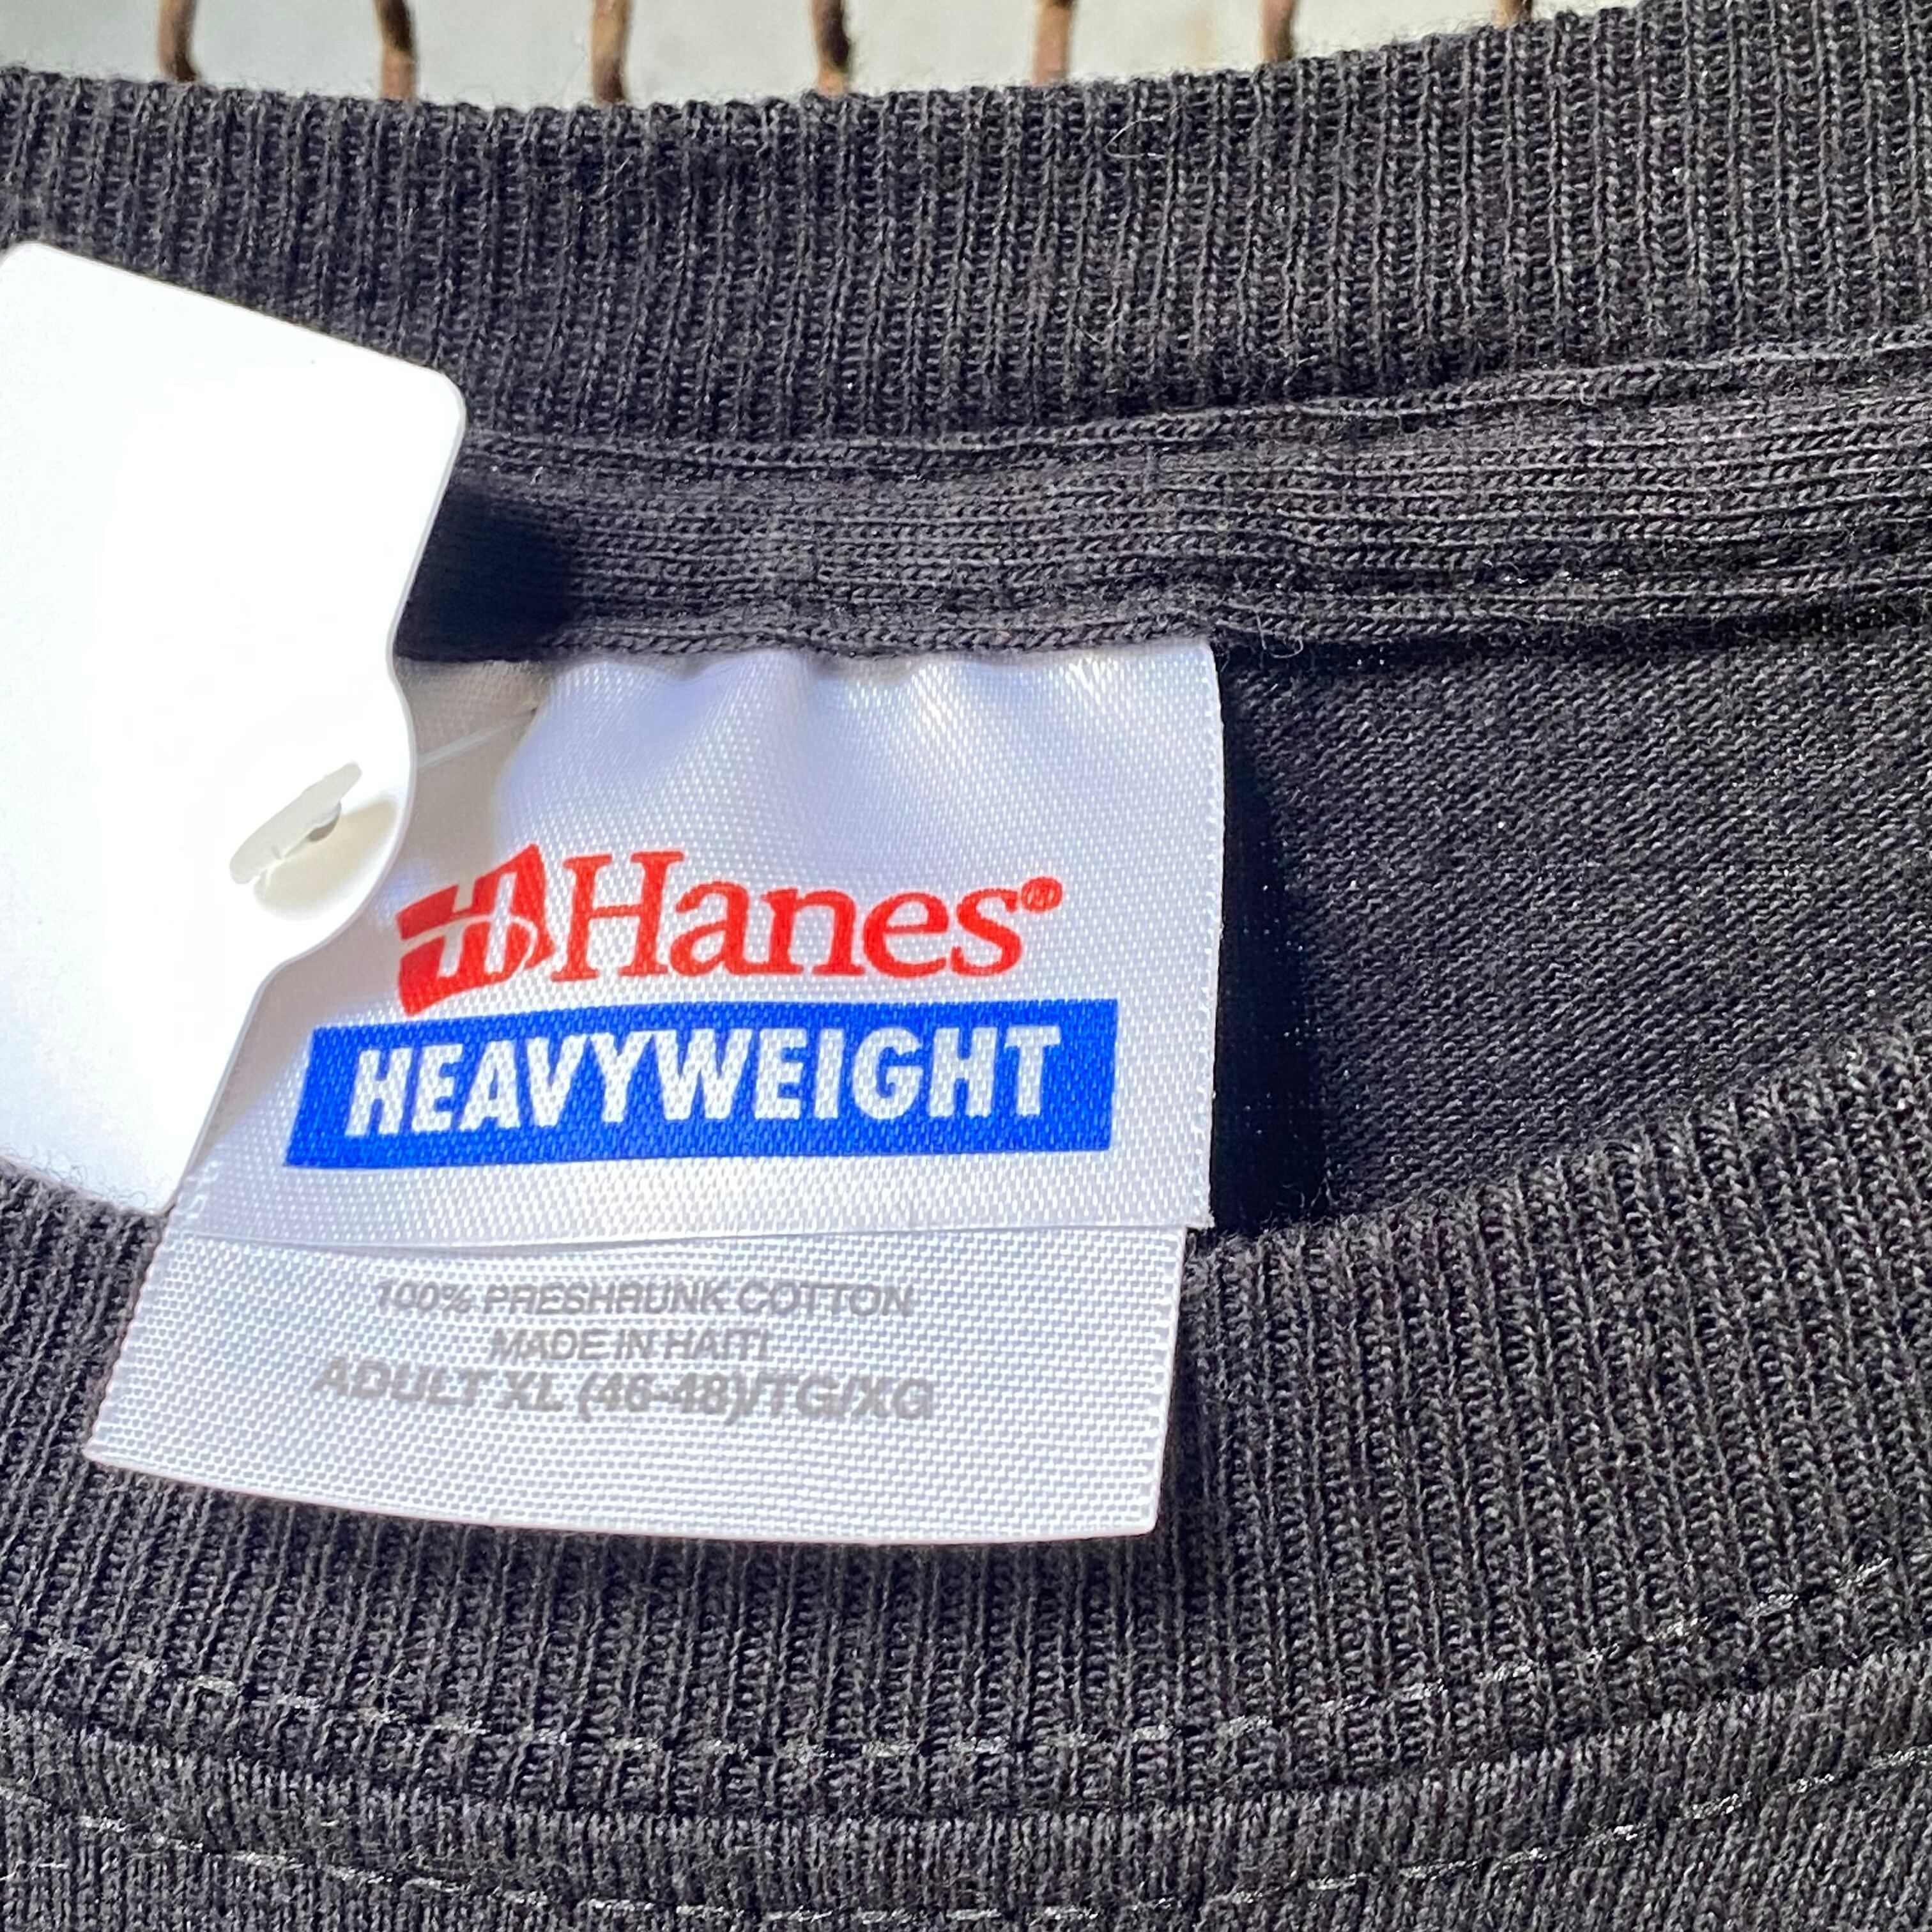 Hanes®
HEAVYWEIGHT
100% PRESHRUNK COTTON
MADE IN HAITI
ADULT XL (46-48)/TG/XG